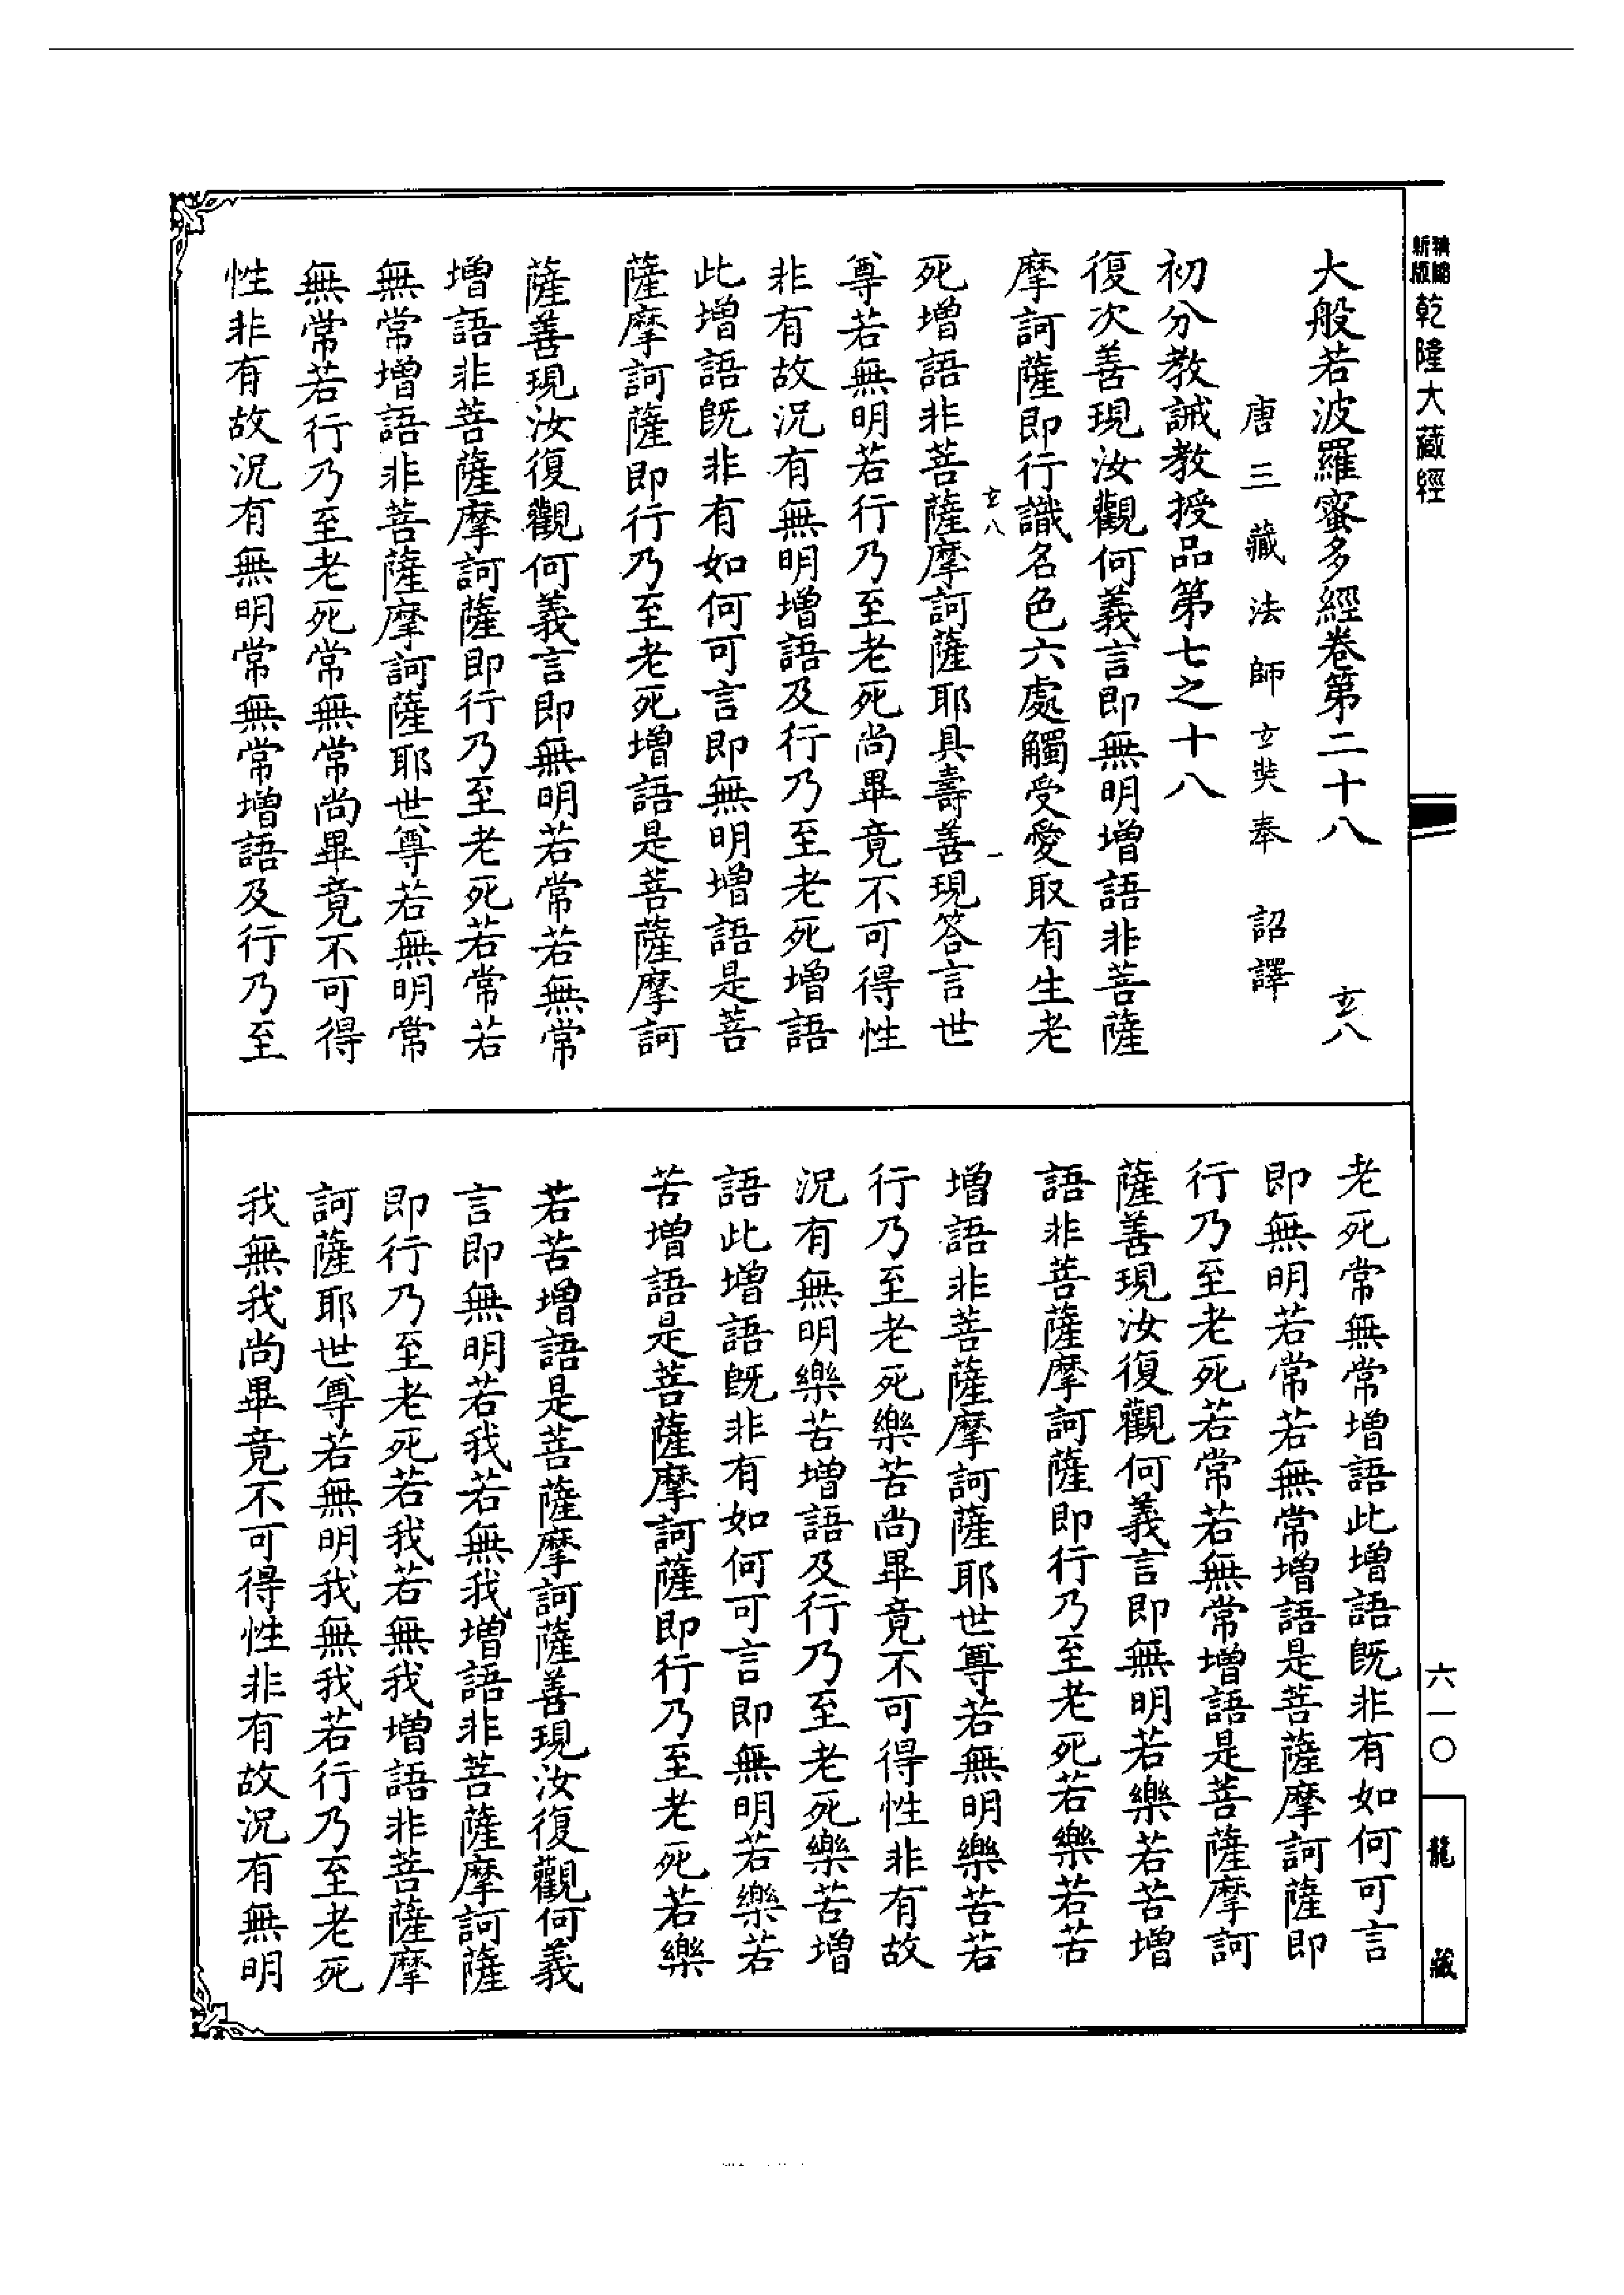 精縮新版乾隆大藏經
大般若波羅蜜多經卷第二十八 玄八
唐三藏法師玄奘奉 詔譯
初分教誡教授品第七之十八
復次善現汝觀何義言即無明增語非菩薩
摩訶薩即行識名色六處觸受愛取有生老
玄八 一
死增語非菩薩摩訶薩耶具壽善現答言世
尊若無明若行乃至老死尚畢竟不可得性
非有故況有無明增語及行乃至老死增語
此增語既非有如何可言即無明增語是菩
薩摩訶薩即行乃至老死增語是菩薩摩訶
薩善現汝復觀何義言即無明若常若無常
增語非菩薩摩訶薩即行乃至老死若常若
無常增語非菩薩摩訶薩耶世尊若無明常
無常若行乃至老死常無常尚畢竟不可得
性非有故況有無明常無常增語及行乃至
老死常無常增語此增語既非有如何可言
即無明若常若無常增語是菩薩摩訶薩即
行乃至老死若常若無常增語是菩薩摩訶
薩善現汝復觀何義言即無明若樂若苦增
語非菩薩摩訶薩即行乃至老死若樂若苦
增語非菩薩摩訶薩耶世尊若無明樂苦若
行乃至老死樂苦尚畢竟不可得性非有故
況有無明樂苦增語及行乃至老死樂苦增
語此增語既非有如何可言即無明若樂若
苦增語是菩薩摩訶薩即行乃至老死若樂
若苦增語是菩薩摩訶薩善現汝復觀何義
言即無明若我若無我增語非菩薩摩訶薩
即行乃至老死若我若無我增語非菩薩摩
訶薩耶世尊若無明我無我若行乃至老死
我無我尚畢竟不可得性非有故況有無明
六一〇
龍藏